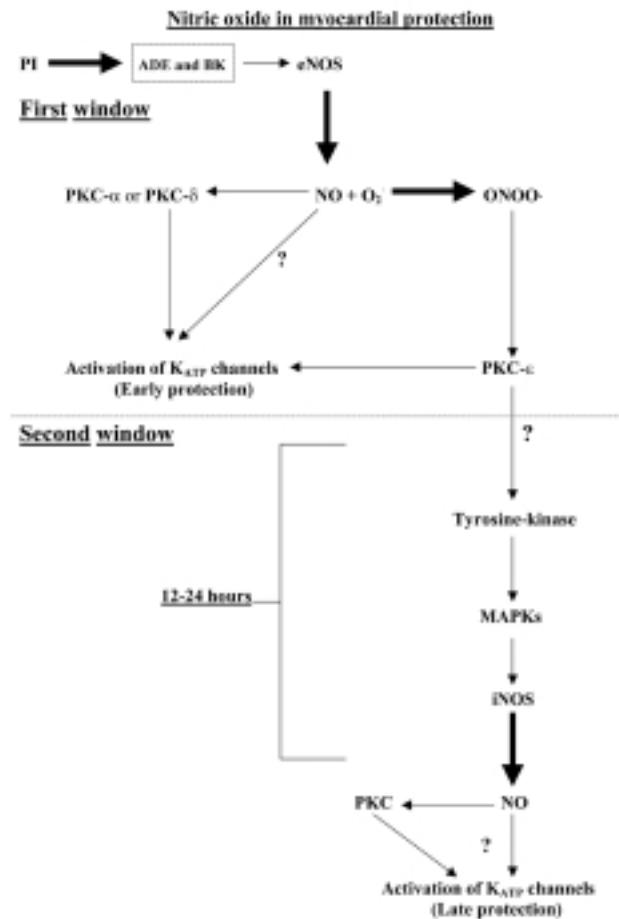 Nitric oxide in myocardial protection
PI ADE and BK eNOS
First window
PKC-α or PKC-δ NO + O₂⁻ ONOO-
?
Activation of K_ATP channels PKC-ε
(Early protection)
Second window ?
Tyrosine-kinase
12-24 hours
MAPKs
iNOS
PKC NO
?
Activation of K_ATP channels
(Late protection)